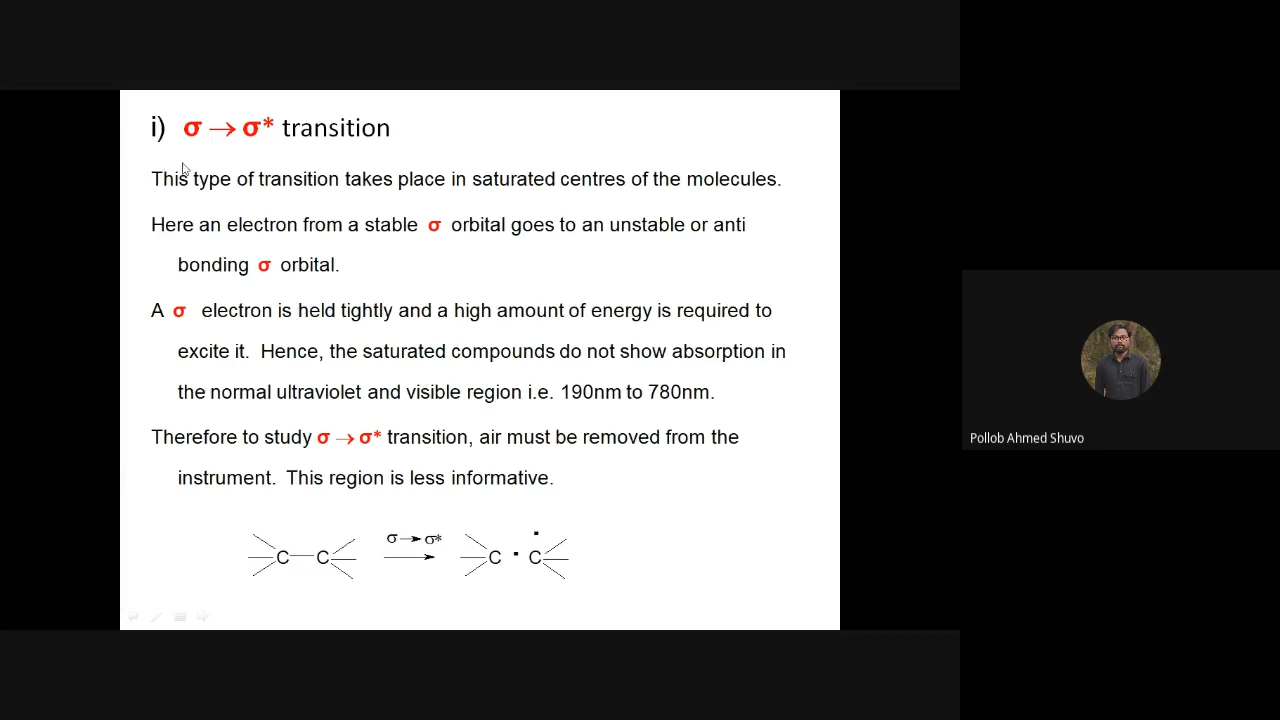 i) σ → σ* transition
This type of transition takes place in saturated centres of the molecules.
Here an electron from a stable σ orbital goes to an unstable or anti
bonding σ orbital.
A σ electron is held tightly and a high amount of energy is required to
excite it. Hence, the saturated compounds do not show absorption in
the normal ultraviolet and visible region i.e. 190nm to 780nm.
Therefore to study σ → σ* transition, air must be removed from the
instrument. This region is less informative.
σ → σ*
C C C · C
Pollob Ahmed Shuvo